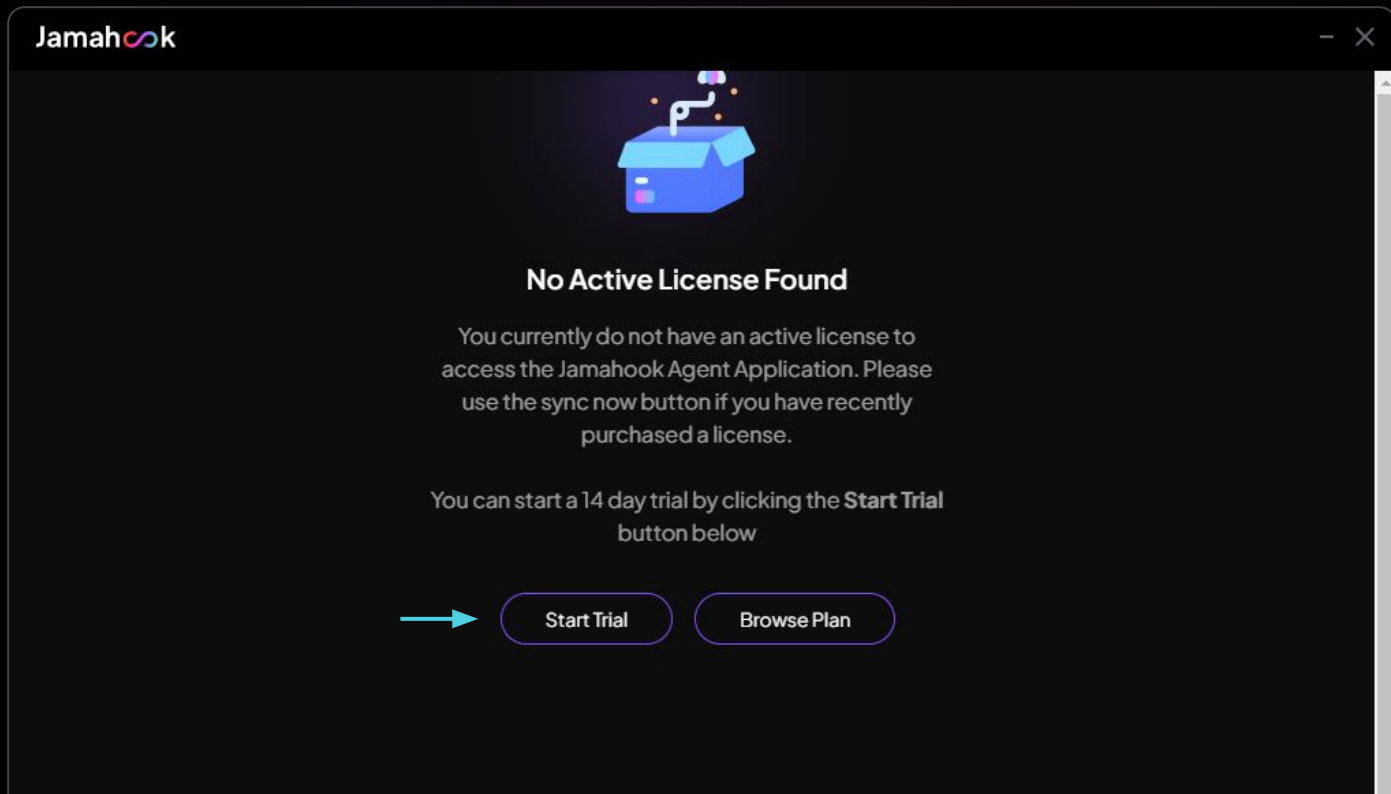 Jamahook
No Active License Found
You currently do not have an active license to
access the Jamahook Agent Application. Please
use the sync now button if you have recently
purchased a license.
You can start a 14 day trial by clicking the Start Trial
button below
Start Trial
Browse Plan